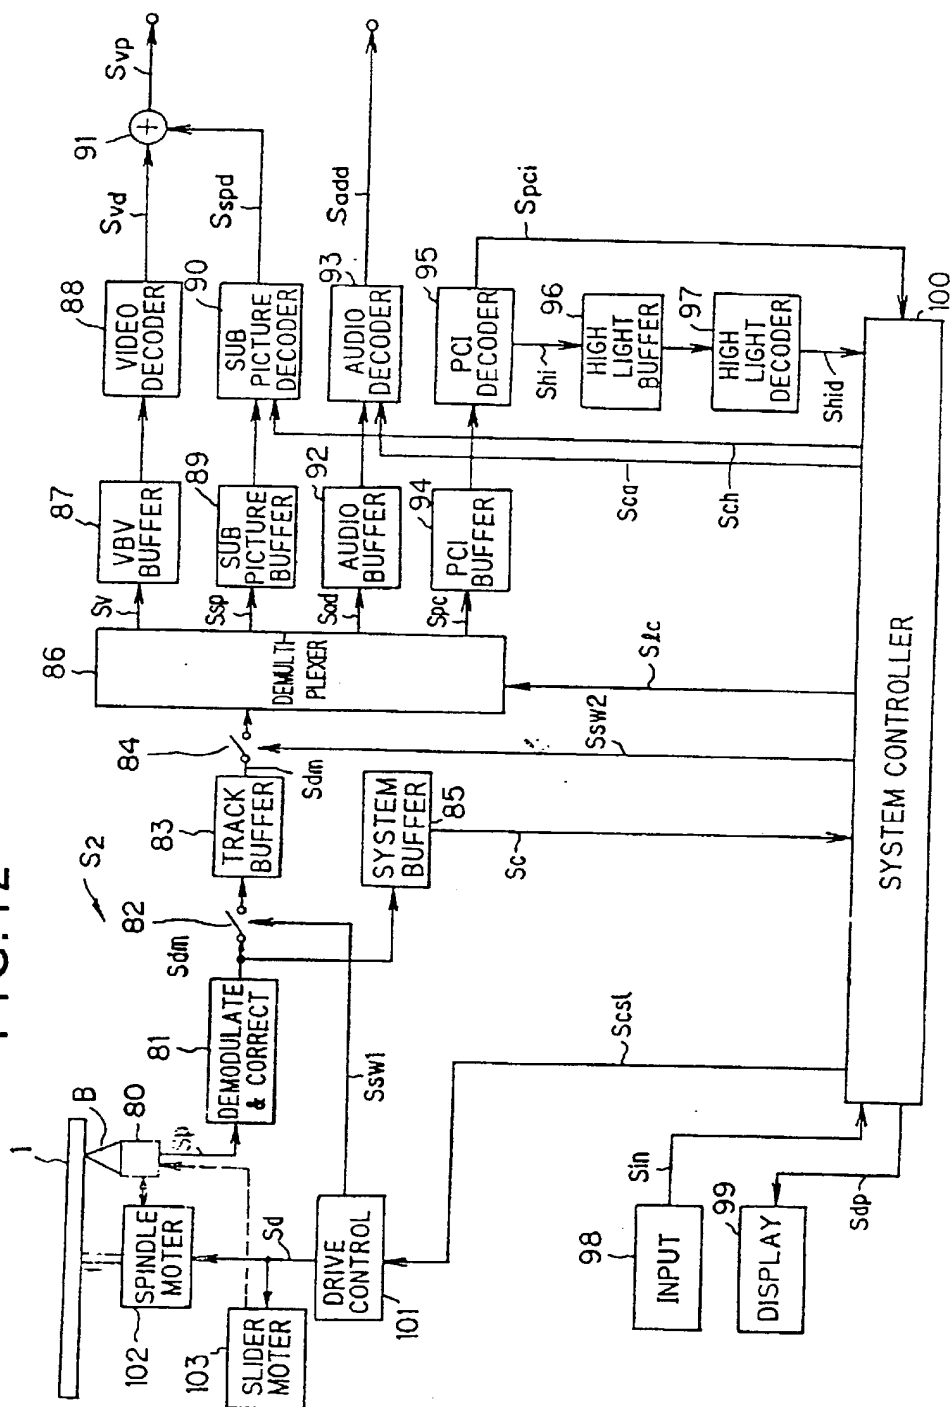 FIG. 12
S2
1
B
80
Sp
SPINDLE
MOTER
102
SLIDER
MOTER
103
Sd
DRIVE
CONTROL
101
81
DEMODULATE
& CORRECT
Sdm
82
Ssw1
83
TRACK
BUFFFER
Sdm
84
SYSTEM
BUFFER
85
Sc
Ssw2
Slc
Scsl
86
DEMULTI
PLEXER
Sv
Ssp
Sad
Spc
87
VBV
BUFFER
88
VIDEO
DECODER
Svd
91
+
Svp
89
SUB
PICTURE
BUFFER
90
SUB
PICTURE
DECODER
Sspd
92
AUDIO
BUFFER
93
AUDIO
DECODER
Sadd
94
PCI
BUFFER
95
PCI
DECODER
Spci
Shi
96
HIGH
LIGHT
BUFFER
97
HIGH
LIGHT
DECODER
Shid
Sca
Sch
98
INPUT
Sin
99
DISPLAY
Sdp
SYSTEM CONTROLLER
100